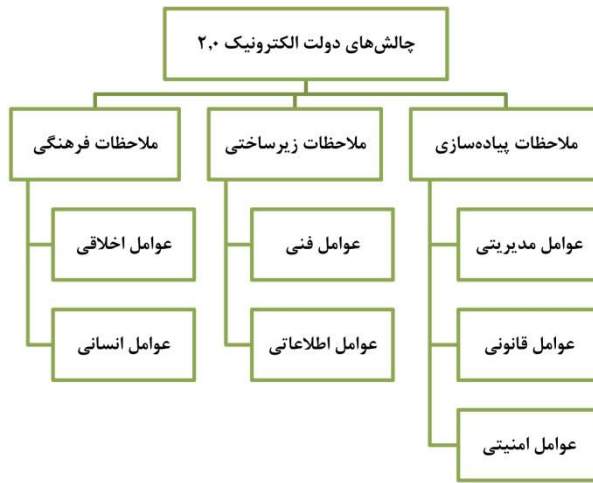 چالش‌های دولت الکترونیک ۲٫۰
ملاحظات پیاده‌سازی
ملاحظات زیرساختی
ملاحظات فرهنگی
عوامل مدیریتی
عوامل فنی
عوامل اخلاقی
عوامل قانونی
عوامل اطلاعاتی
عوامل انسانی
عوامل امنیتی